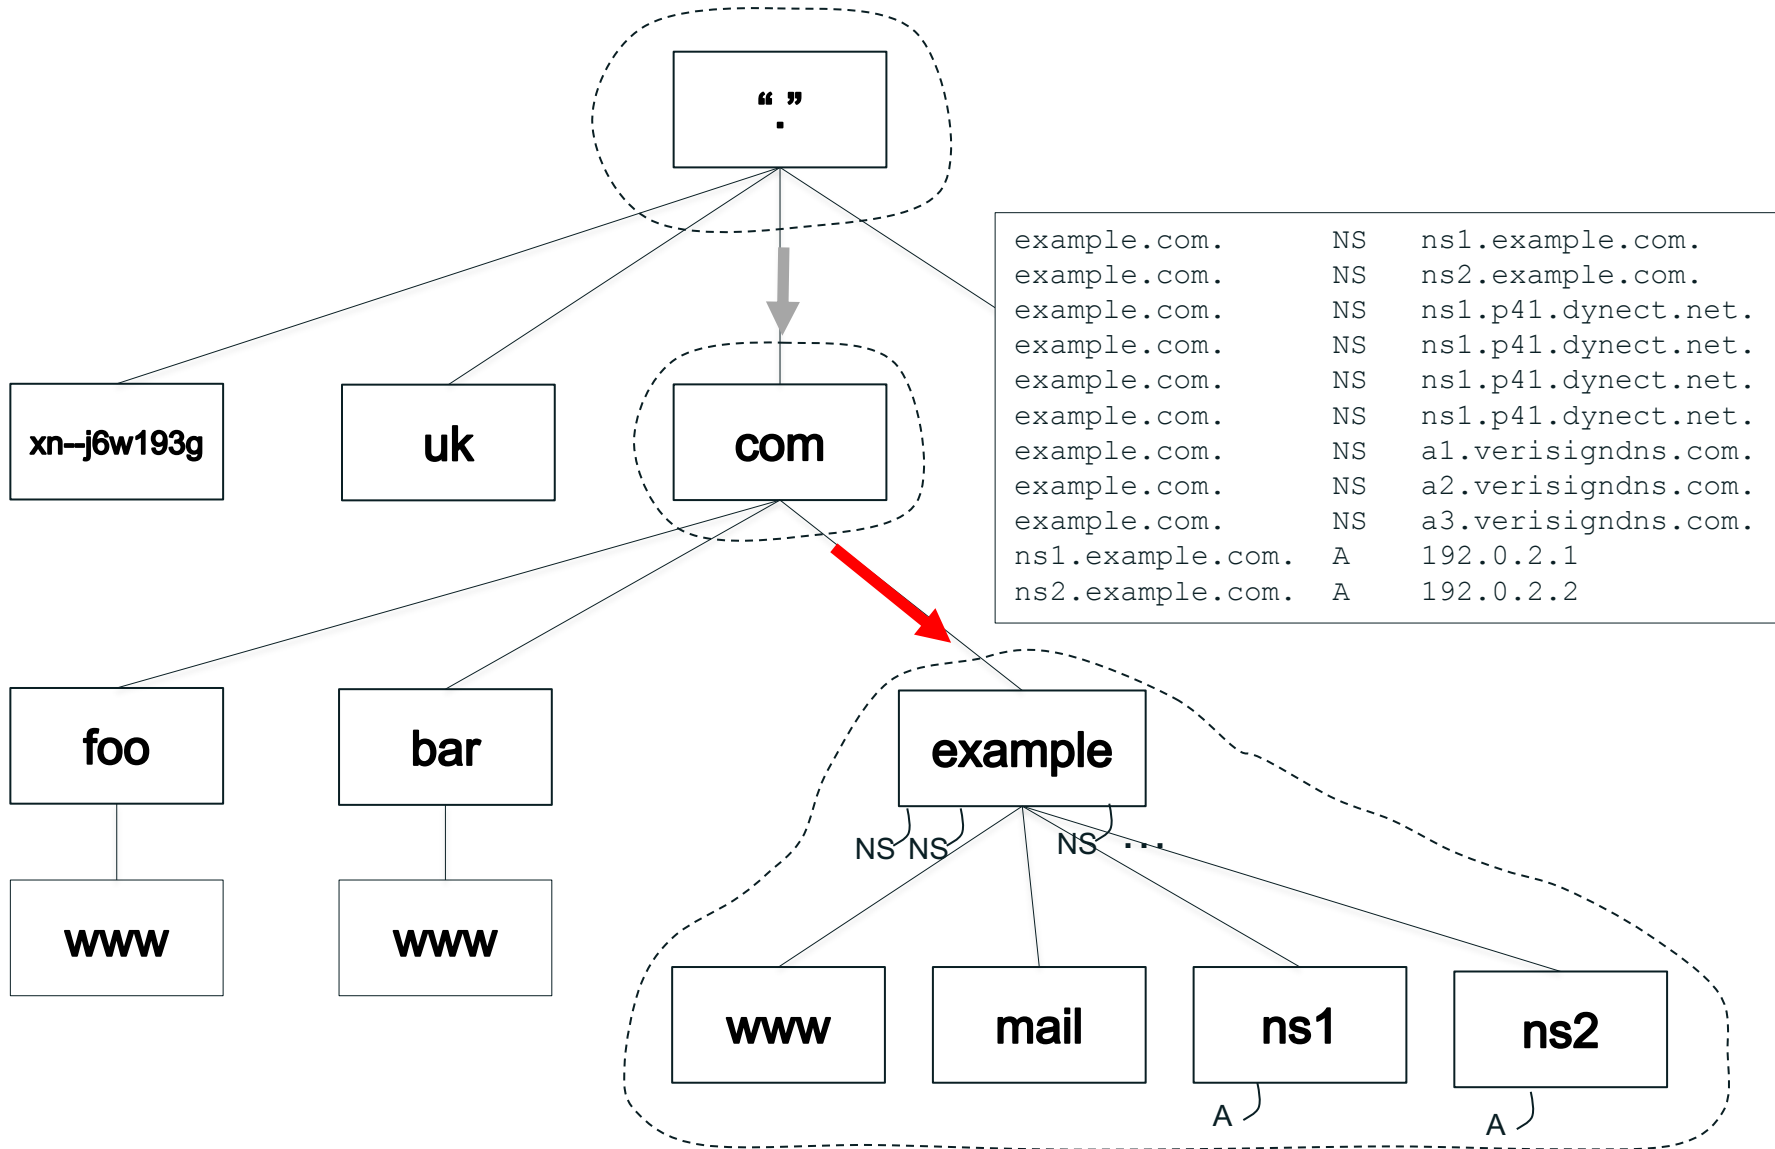 “.”
example.com. NS ns1.example.com.
example.com. NS ns2.example.com.
example.com. NS ns1.p41.dynect.net.
example.com. NS ns1.p41.dynect.net.
example.com. NS ns1.p41.dynect.net.
example.com. NS ns1.p41.dynect.net.
example.com. NS a1.verisigndns.com.
example.com. NS a2.verisigndns.com.
example.com. NS a3.verisigndns.com.
ns1.example.com. A 192.0.2.1
ns2.example.com. A 192.0.2.2
xn--j6w193g
uk
com
foo
bar
example
NS
NS
NS
...
www
www
www
mail
ns1
ns2
A
A